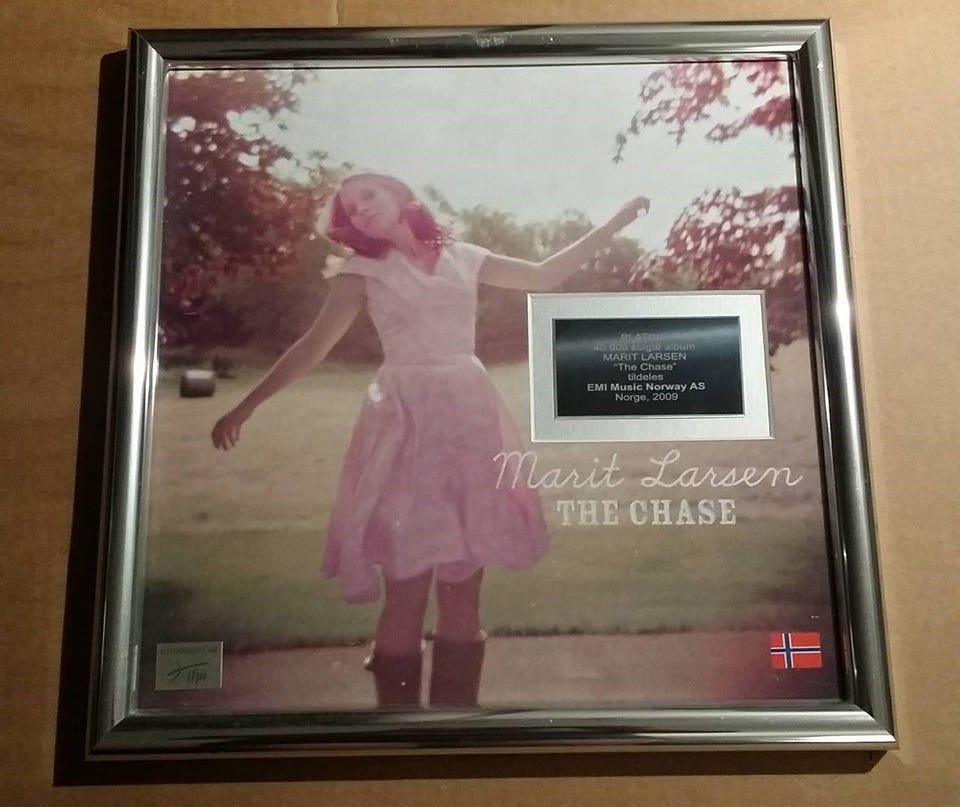 PLATINA
40 000 solgte album
MARIT LARSEN
"The Chase"
tildeles
EMI Music Norway AS
Norge, 2009
Marit Larsen
THE CHASE
ifpi